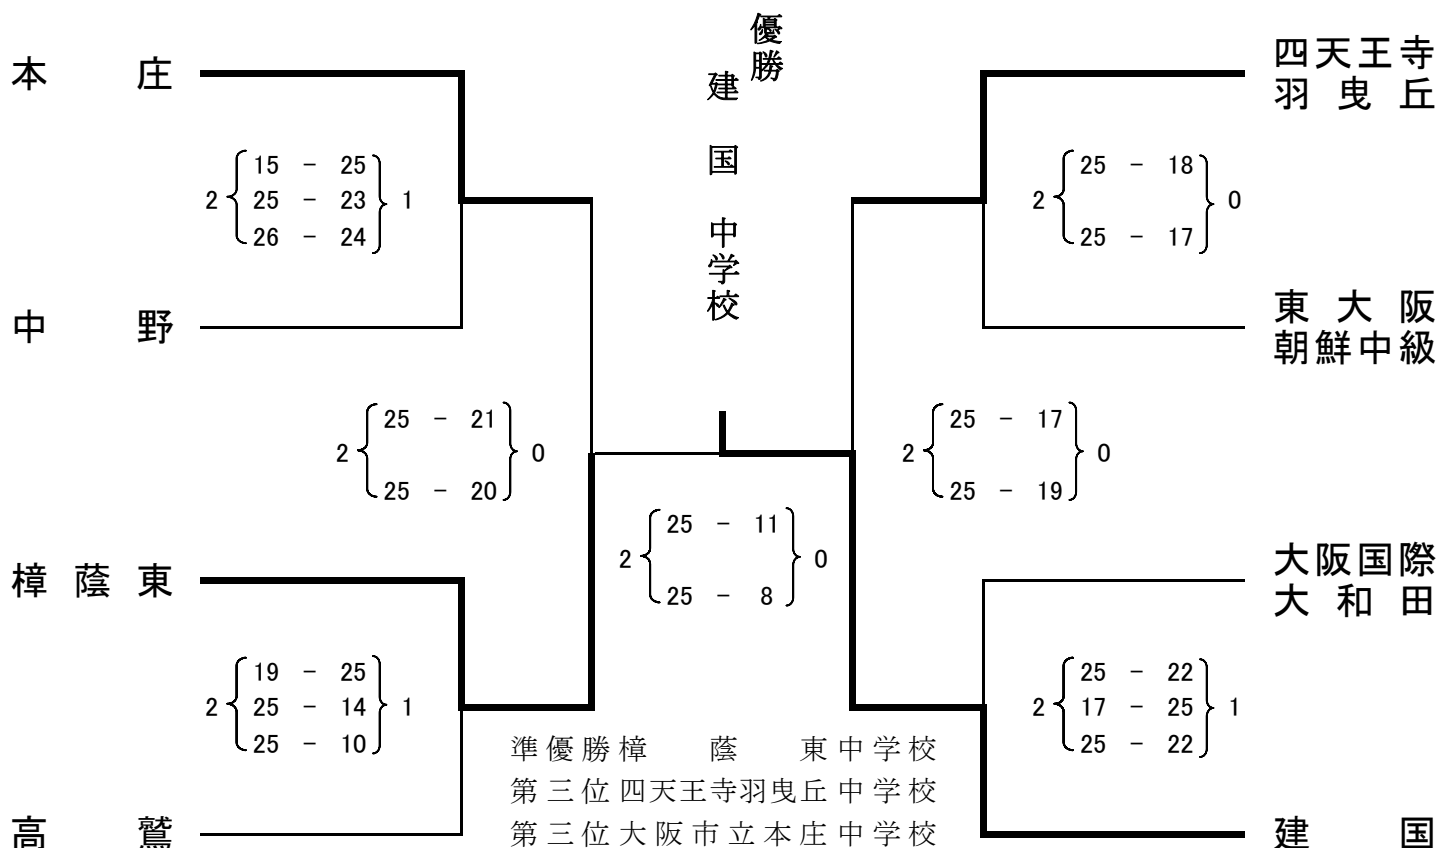 優勝
建国中学校
本庄
2 15 - 25 1
25 - 23
26 - 24
中野
2 25 - 21 0
25 - 20
樟蔭東
2 19 - 25 1
25 - 14
25 - 10
高鷲
2 25 - 11 0
25 - 8
四天王寺
羽曳丘
2 25 - 18 0
25 - 17
東大阪
朝鮮中級
2 25 - 17 0
25 - 19
大阪国際
大和田
2 25 - 22 1
17 - 25
25 - 22
建国
準優勝樟蔭東中学校
第三位四天王寺羽曳丘中学校
第三位大阪市立本庄中学校